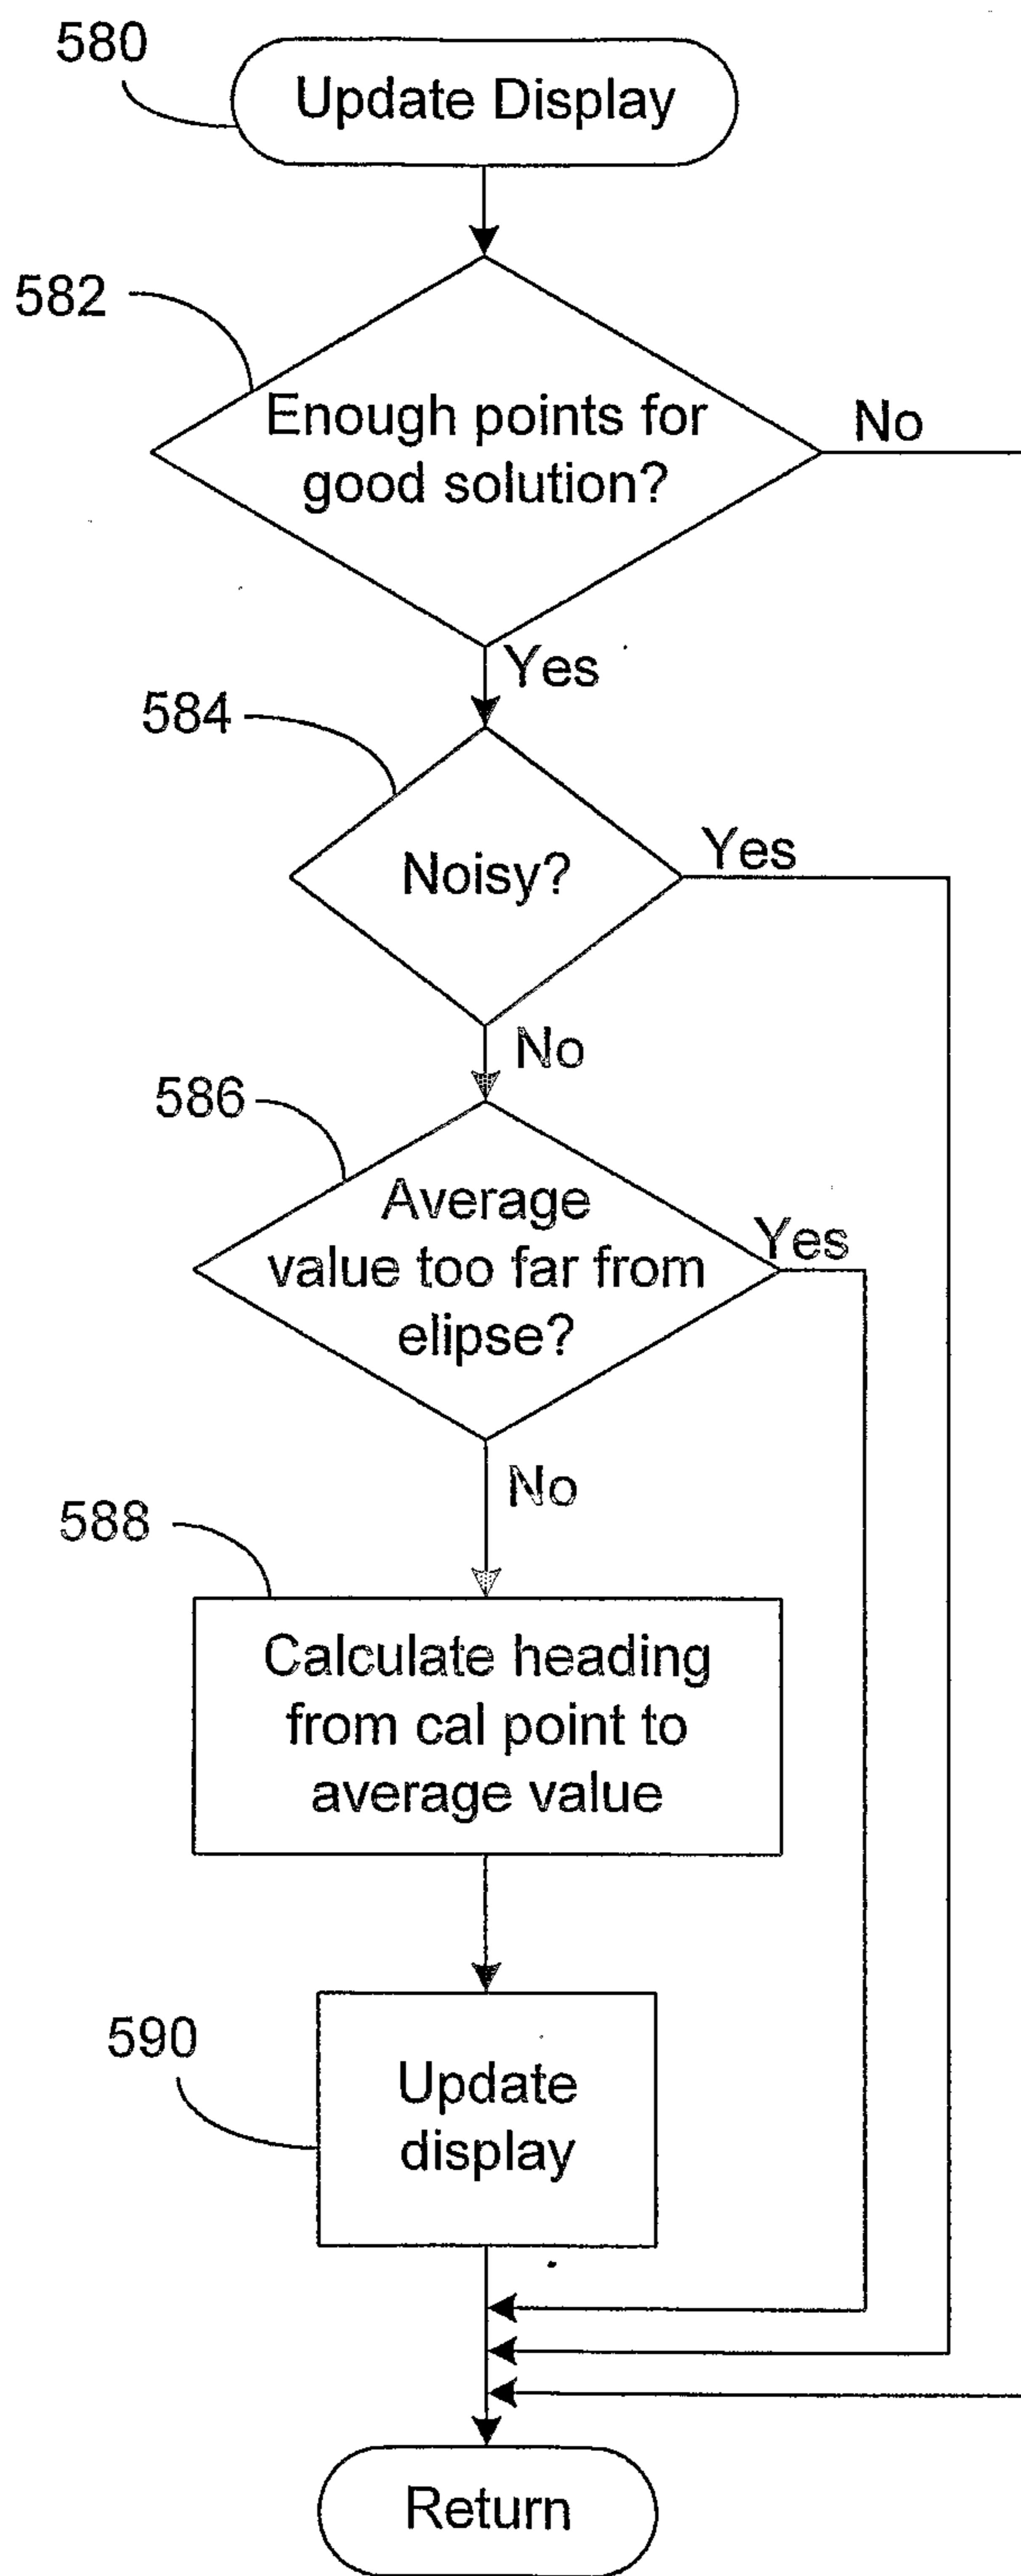 580
Update Display
582
Enough points for
good solution?
No
Yes
584
Noisy?
Yes
No
586
Average
value too far from
elipse?
Yes
No
588
Calculate heading
from cal point to
average value
590
Update
display
Return